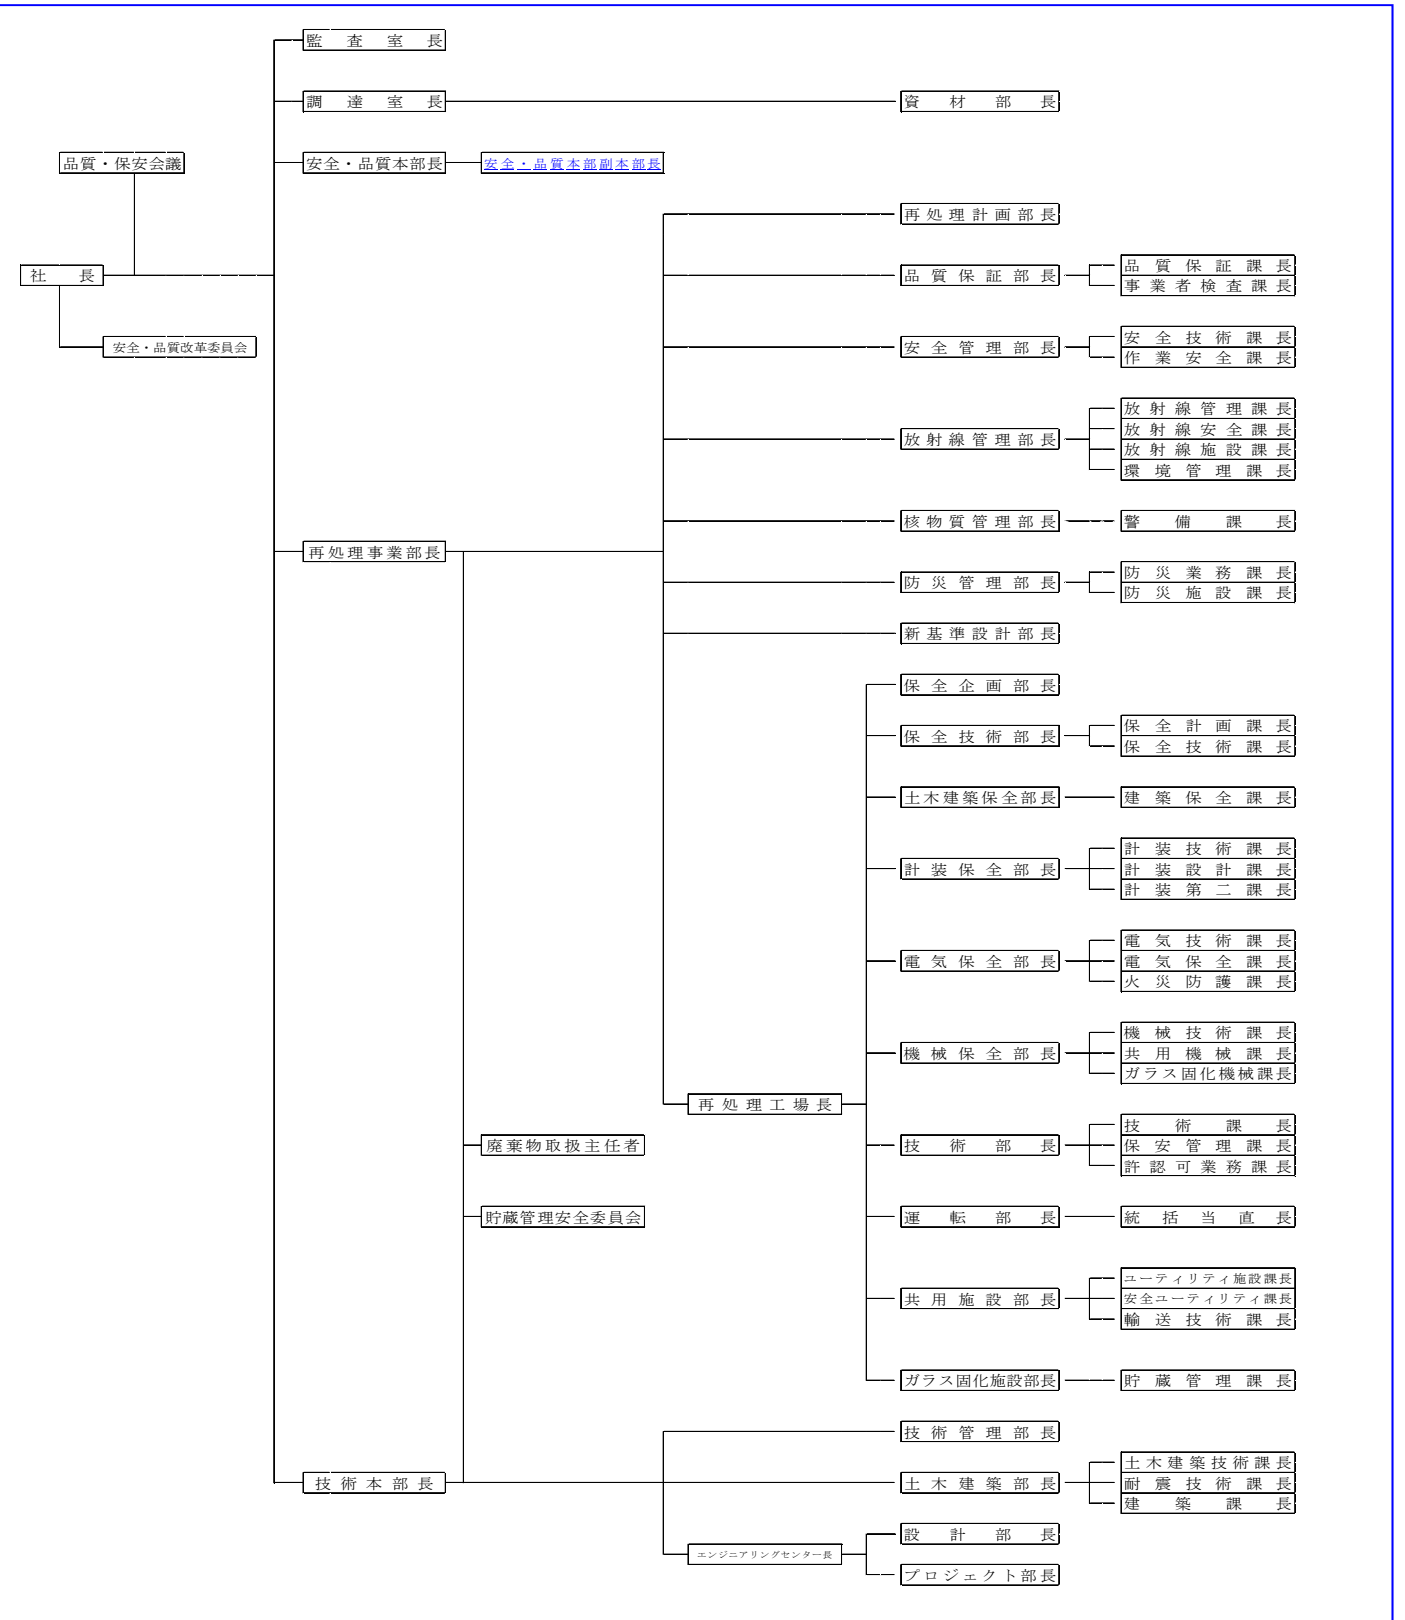 監査室長
調達室長
資材部長
品質・保安会議
安全・品質本部長
安全・品質本部副本部長
再処理計画部長
社長
品質保証部長
品質保証課長
事業者検査課長
安全・品質改革委員会
安全管理部長
安全技術課長
作業安全課長
放射線管理部長
放射線管理課長
放射線安全課長
放射線施設課長
環境管理課長
核物質管理部長
警備課長
再処理事業部長
防災管理部長
防災業務課長
防災施設課長
新基準設計部長
保全企画部長
保全技術部長
保全計画課長
保全技術課長
土木建築保全部長
建築保全課長
計装保全部長
計装技術課長
計装設計課長
計装第二課長
電気保全部長
電気技術課長
電気保全課長
火災防護課長
機械保全部長
機械技術課長
共用機械課長
ガラス固化機械課長
再処理工場長
廃棄物取扱主任者
技術部長
技術課長
保安管理課長
許認可業務課長
貯蔵管理安全委員会
運転部長
統括当直長
共用施設部長
ユーティリティ施設課長
安全ユーティリティ課長
輸送技術課長
ガラス固化施設部長
貯蔵管理課長
技術管理部長
技術本部長
土木建築部長
土木建築技術課長
耐震技術課長
建築課長
エンジニアリングセンター長
設計部長
プロジェクト部長